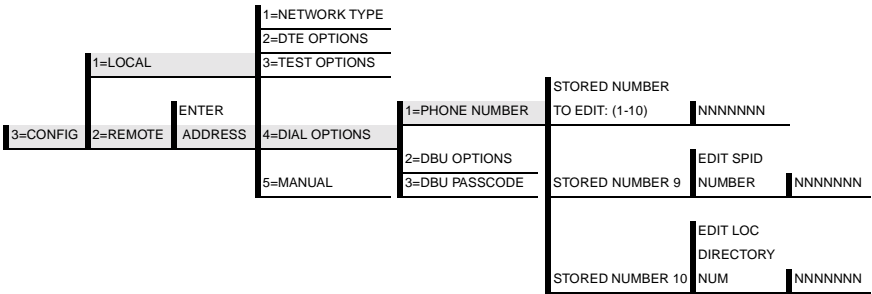 1=NETWORK TYPE
2=DTE OPTIONS
1=LOCAL
3=TEST OPTIONS
STORED NUMBER
ENTER
1=PHONE NUMBER
TO EDIT: (1-10)
NNNNNNN
3=CONFIG
2=REMOTE
ADDRESS
4=DIAL OPTIONS
2=DBU OPTIONS
EDIT SPID
5=MANUAL
3=DBU PASSCODE
STORED NUMBER 9
NUMBER
NNNNNNN
EDIT LOC
DIRECTORY
STORED NUMBER 10
NUM
NNNNNNN